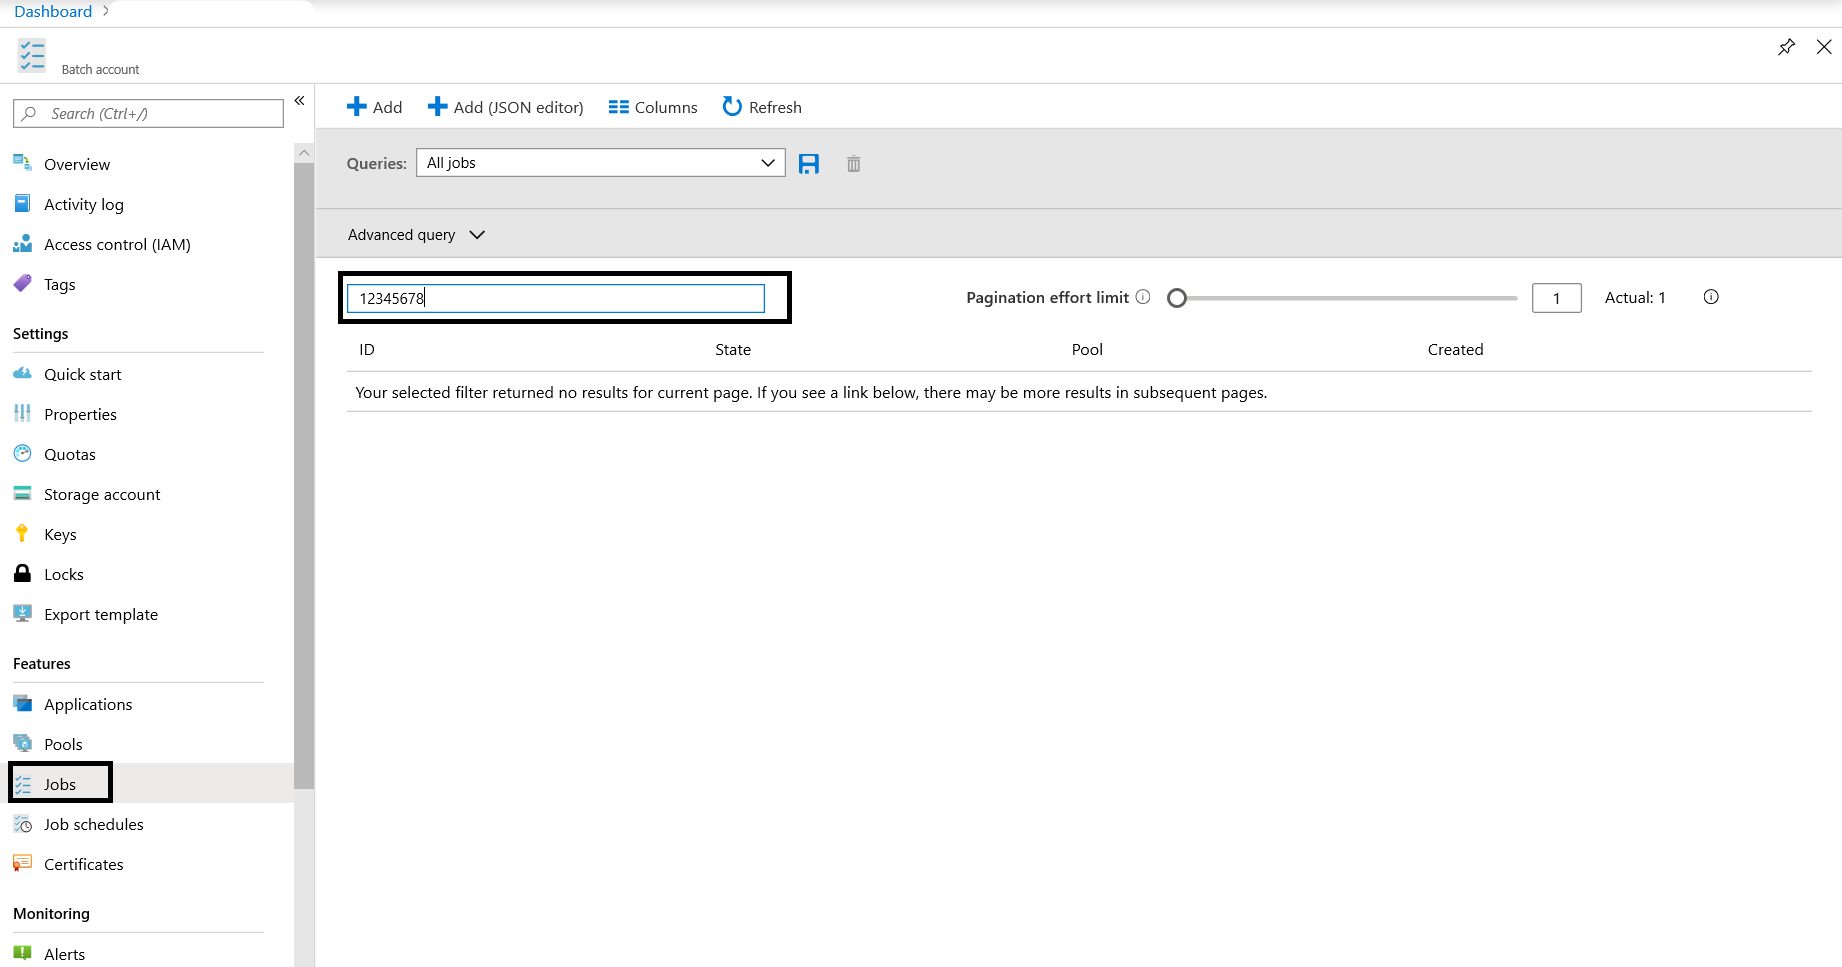 Dashboard >
Batch account
Search (Ctrl+/)
«
Overview
Activity log
Access control (IAM)
Tags
Settings
Quick start
Properties
Quotas
Storage account
Keys
Locks
Export template
Features
Applications
Pools
Jobs
Job schedules
Certificates
Monitoring
Alerts
Add Add (JSON editor) Columns Refresh
Queries: All jobs
Advanced query
12345678 Pagination effort limit 1 Actual: 1
ID State Pool Created
Your selected filter returned no results for current page. If you see a link below, there may be more results in subsequent pages.